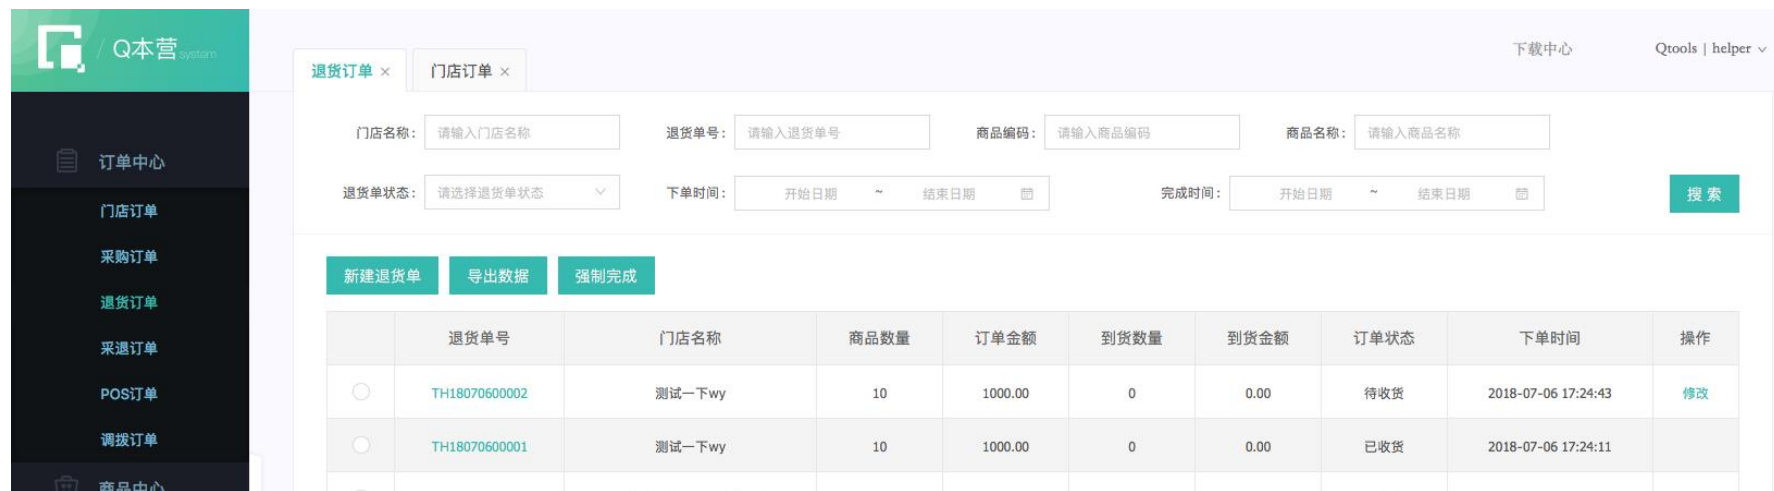 / Q本营 system
下载中心
Qtools | helper
退货订单 ×
门店订单 ×
门店名称: 请输入门店名称
退货单号: 请输入退货单号
商品编码: 请输入商品编码
商品名称: 请输入商品名称
订单中心
退货单状态: 请选择退货单状态
下单时间: 开始日期 ~ 结束日期
完成时间: 开始日期 ~ 结束日期
搜 索
门店订单
采购订单
退货订单
采退订单
POS订单
调拨订单
商品中心
新建退货单 导出数据 强制完成
退货单号 门店名称 商品数量 订单金额 到货数量 到货金额 订单状态 下单时间 操作
TH18070600002 测试一下wy 10 1000.00 0 0.00 待收货 2018-07-06 17:24:43 修改
TH18070600001 测试一下wy 10 1000.00 0 0.00 已收货 2018-07-06 17:24:11